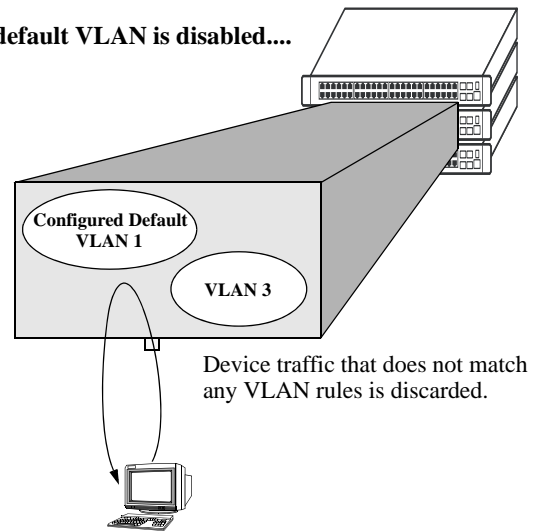 default VLAN is disabled....
Configured Default
VLAN 1
VLAN 3
Device traffic that does not match
any VLAN rules is discarded.